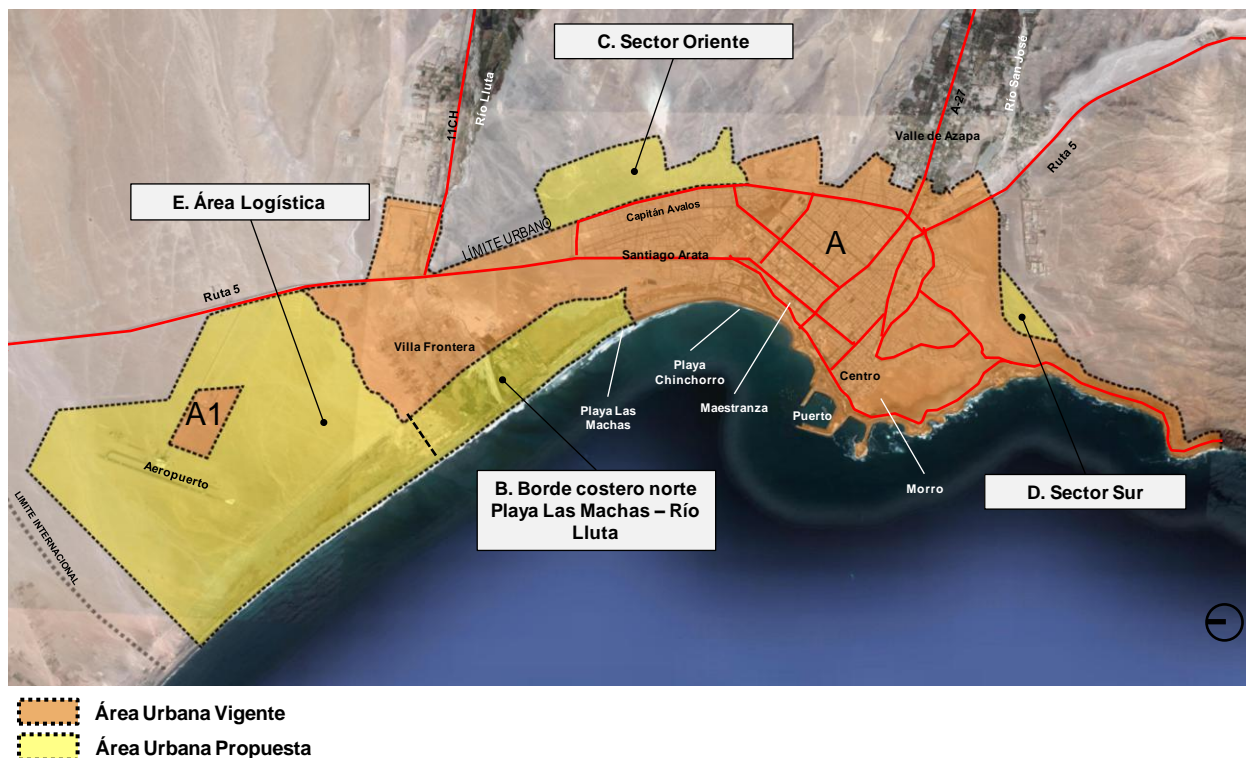 C. Sector Oriente
11CH
Río Lluta
A-27
Río San José
Valle de Azapa
Ruta 5
E. Área Logística
Capitán Avalos
LÍMITE URBANO
A
Santiago Arata
Ruta 5
Villa Frontera
Playa
Chinchorro
Centro
A1
Playa Las
Machas
Maestranza
Puerto
Aeropuerto
Morro
B. Borde costero norte
Playa Las Machas – Río
Lluta
D. Sector Sur
LIMITE INTERNACIONAL
Área Urbana Vigente
Área Urbana Propuesta